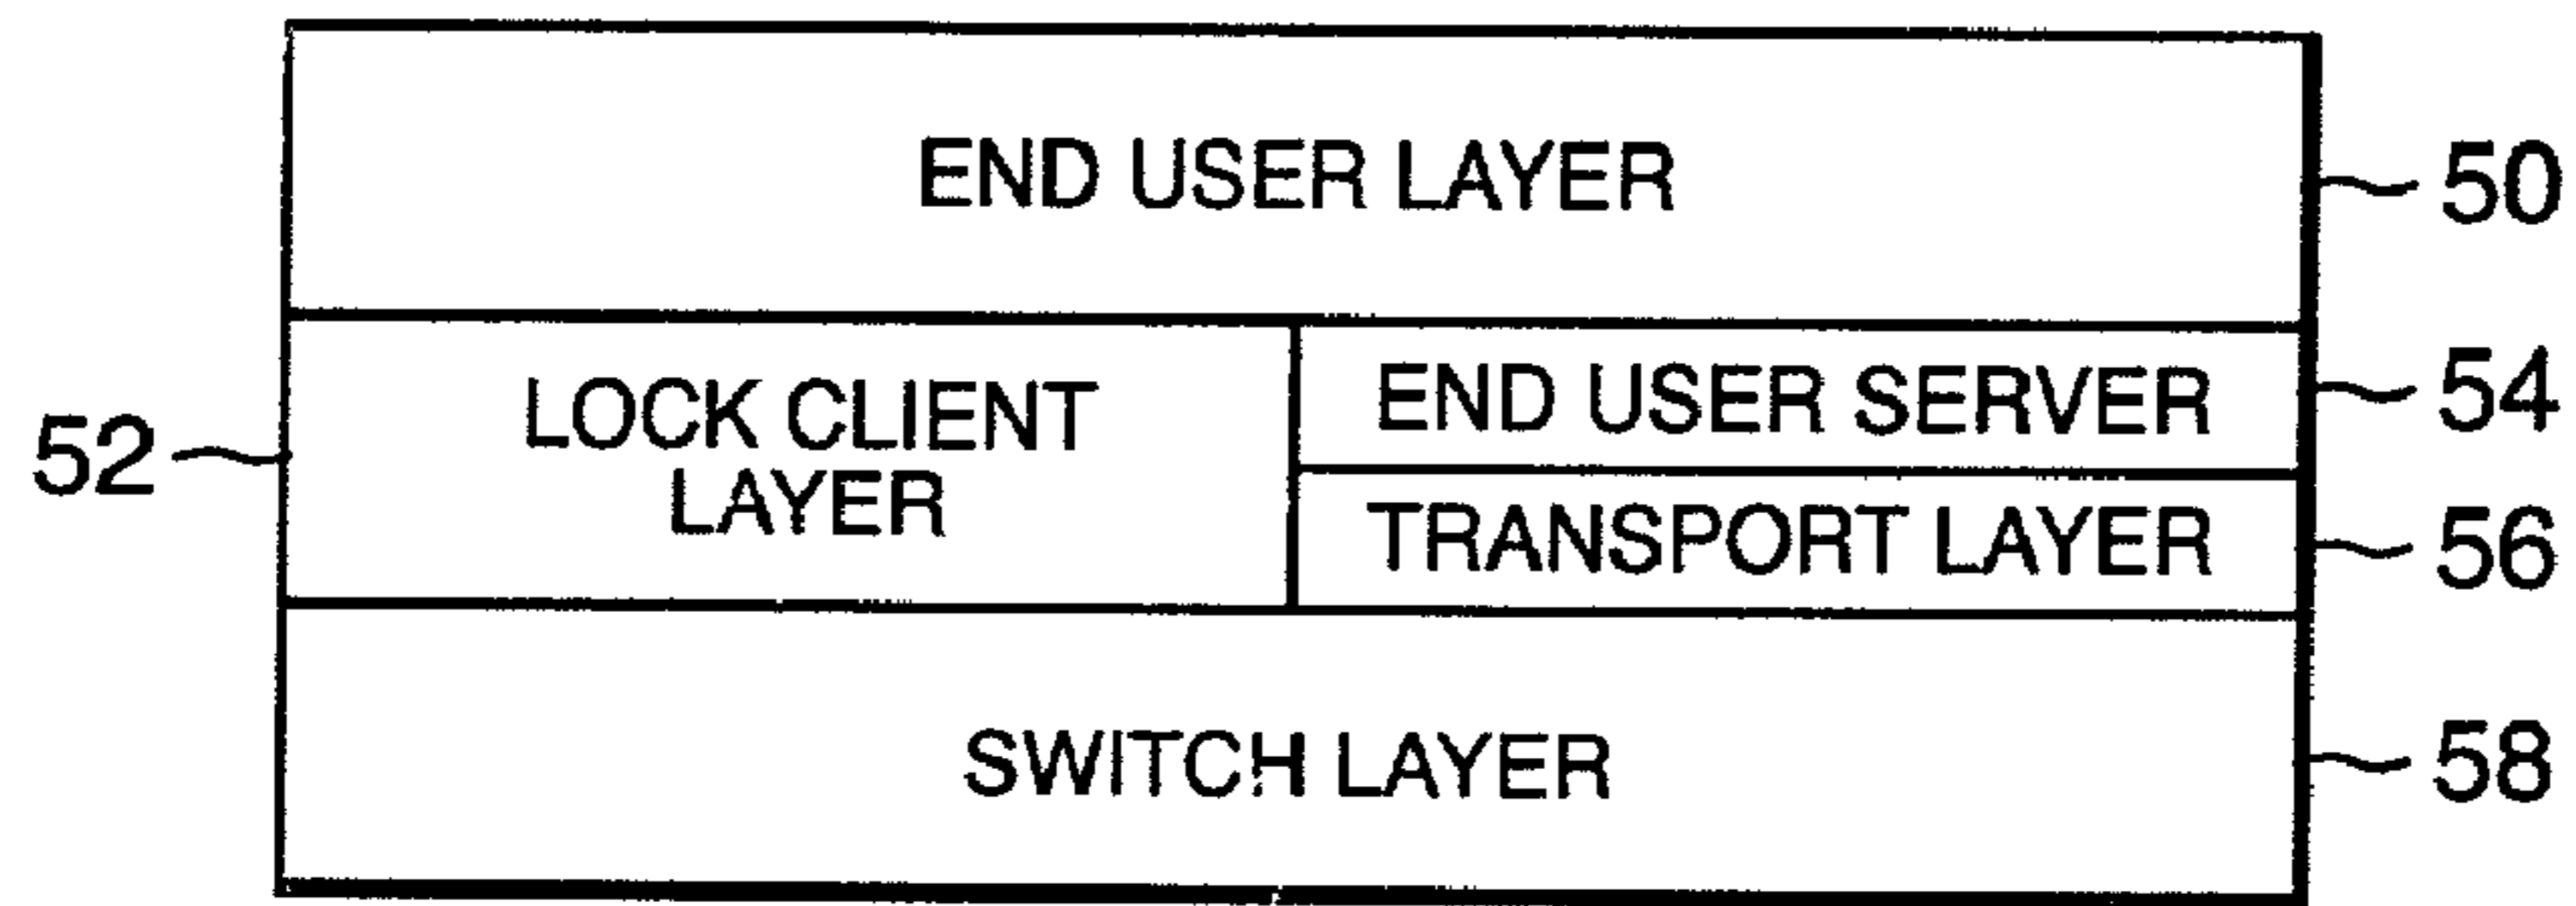 END USER LAYER
50
52
LOCK CLIENT
LAYER
END USER SERVER
54
TRANSPORT LAYER
56
SWITCH LAYER
58